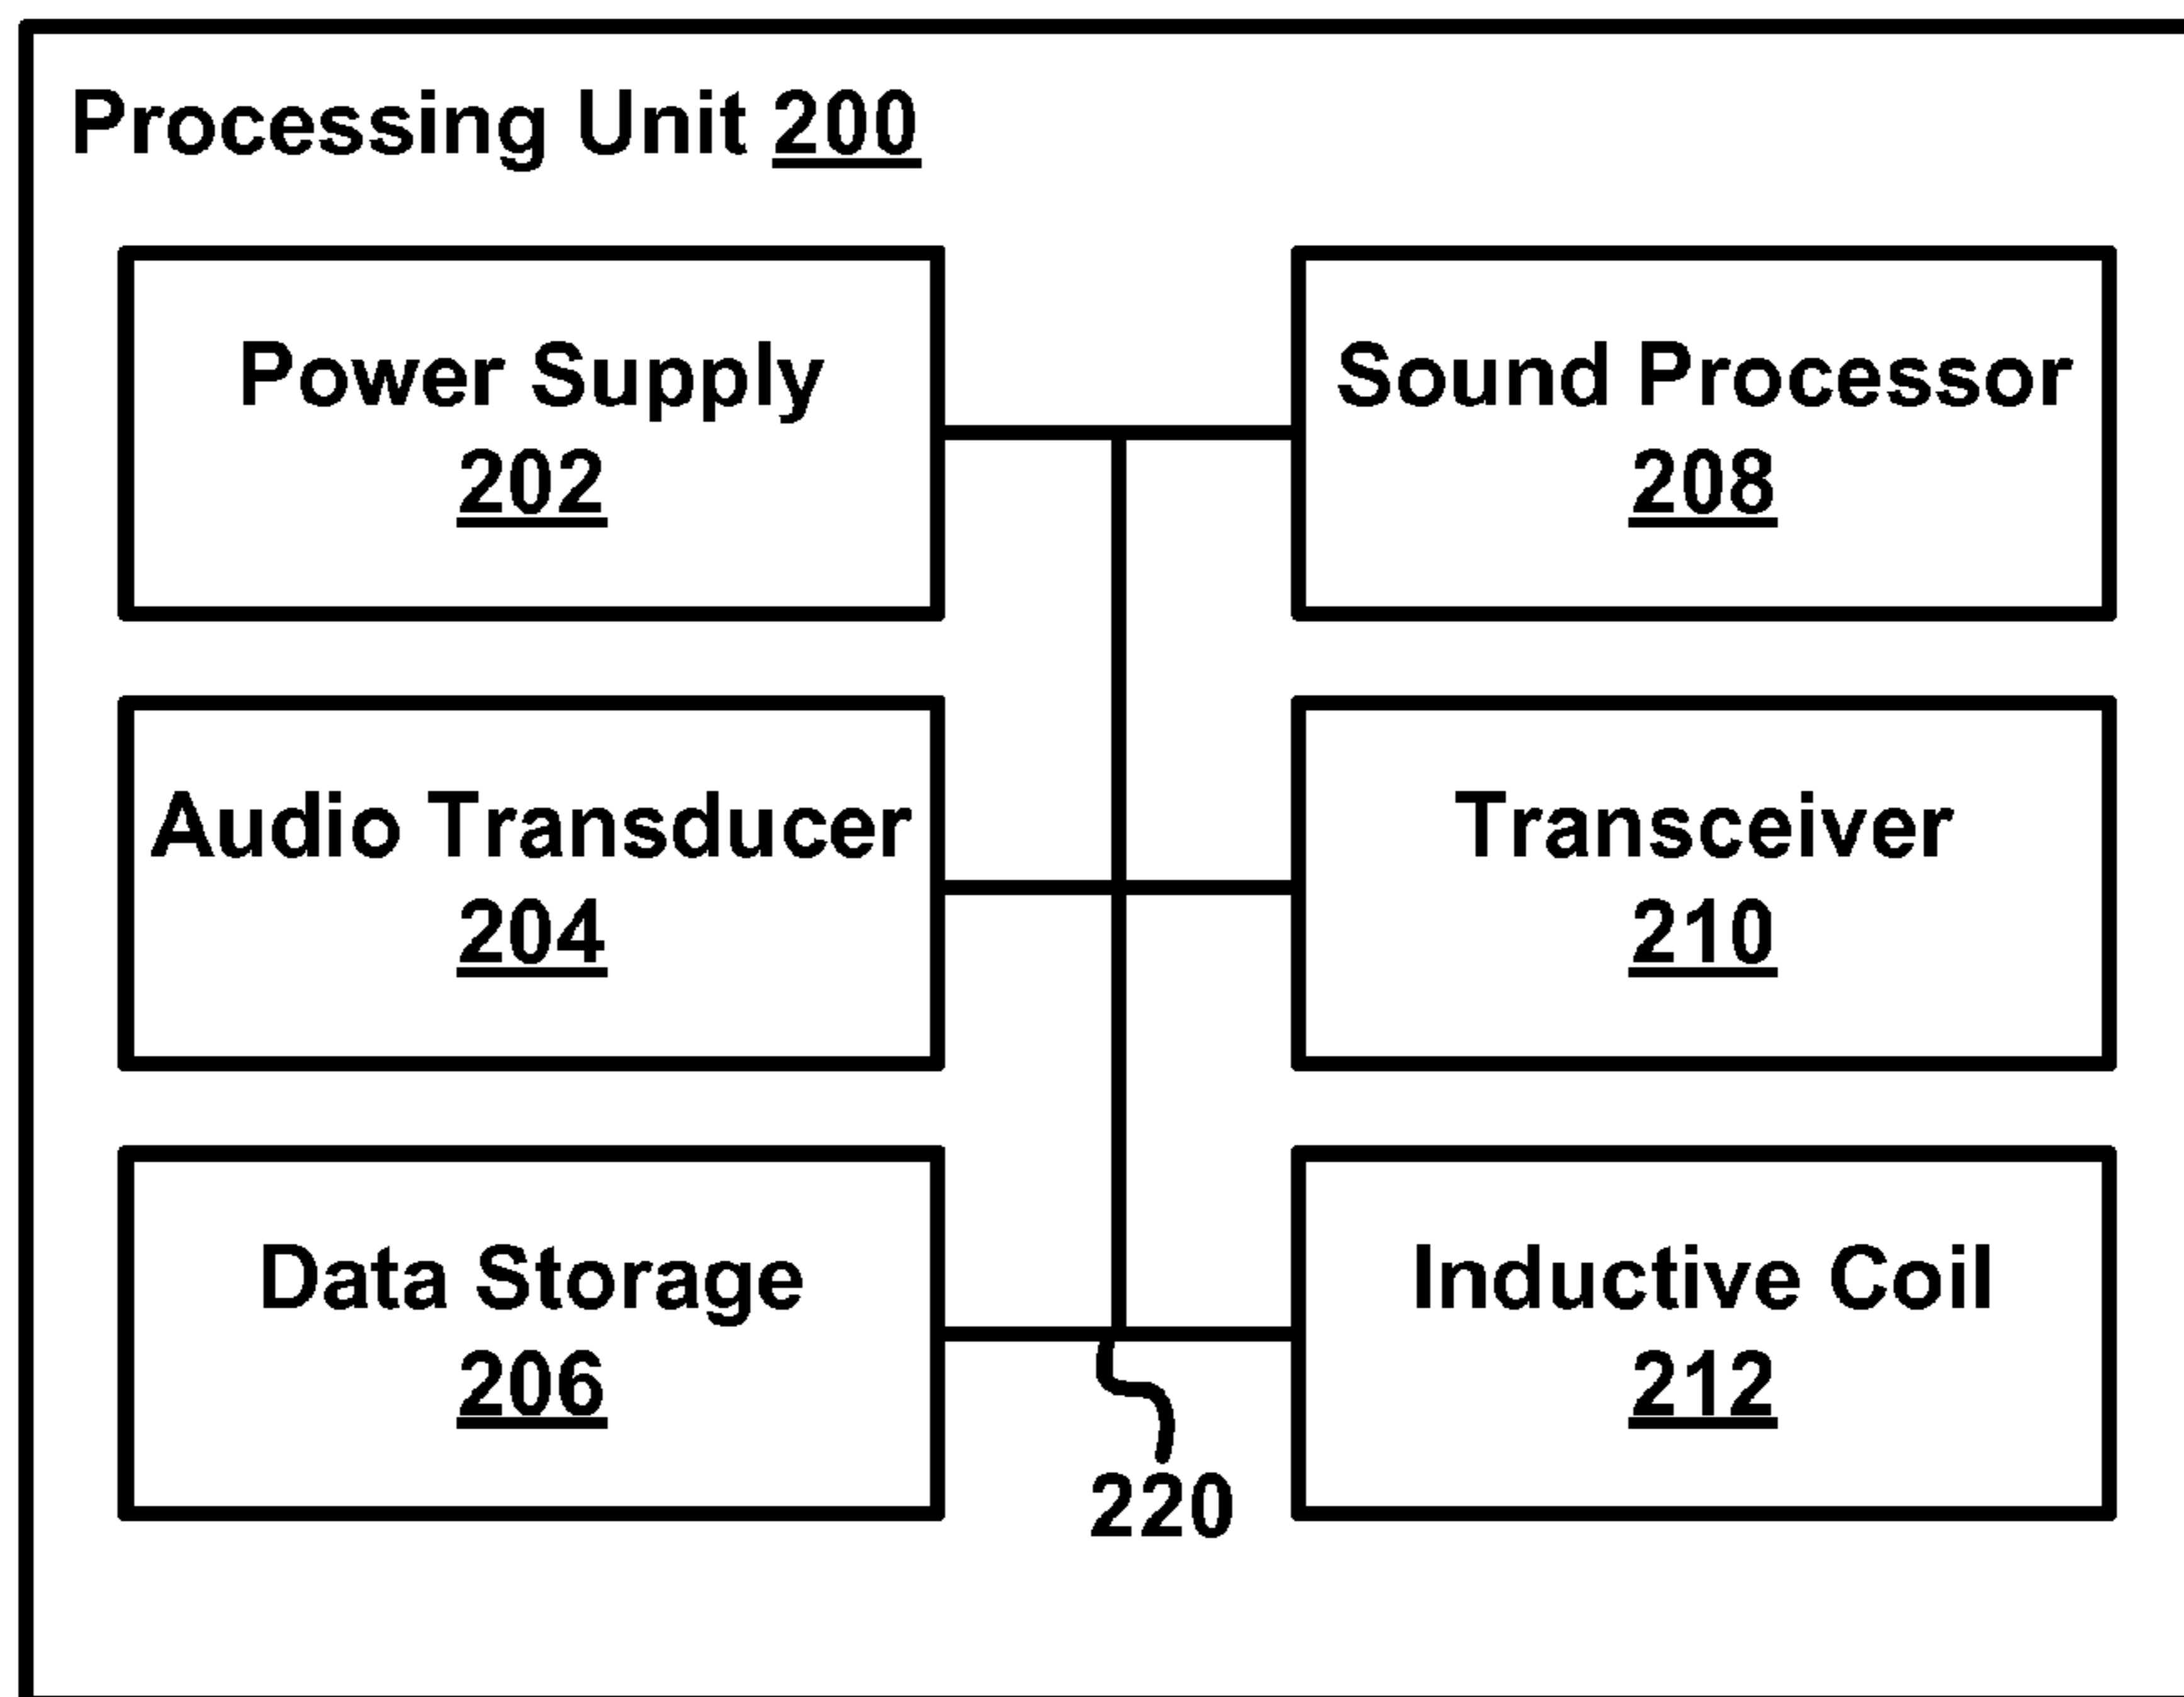 Processing Unit 200
Power Supply
202
Sound Processor
208
Audio Transducer
204
Transceiver
210
Data Storage
206
Inductive Coil
212
220